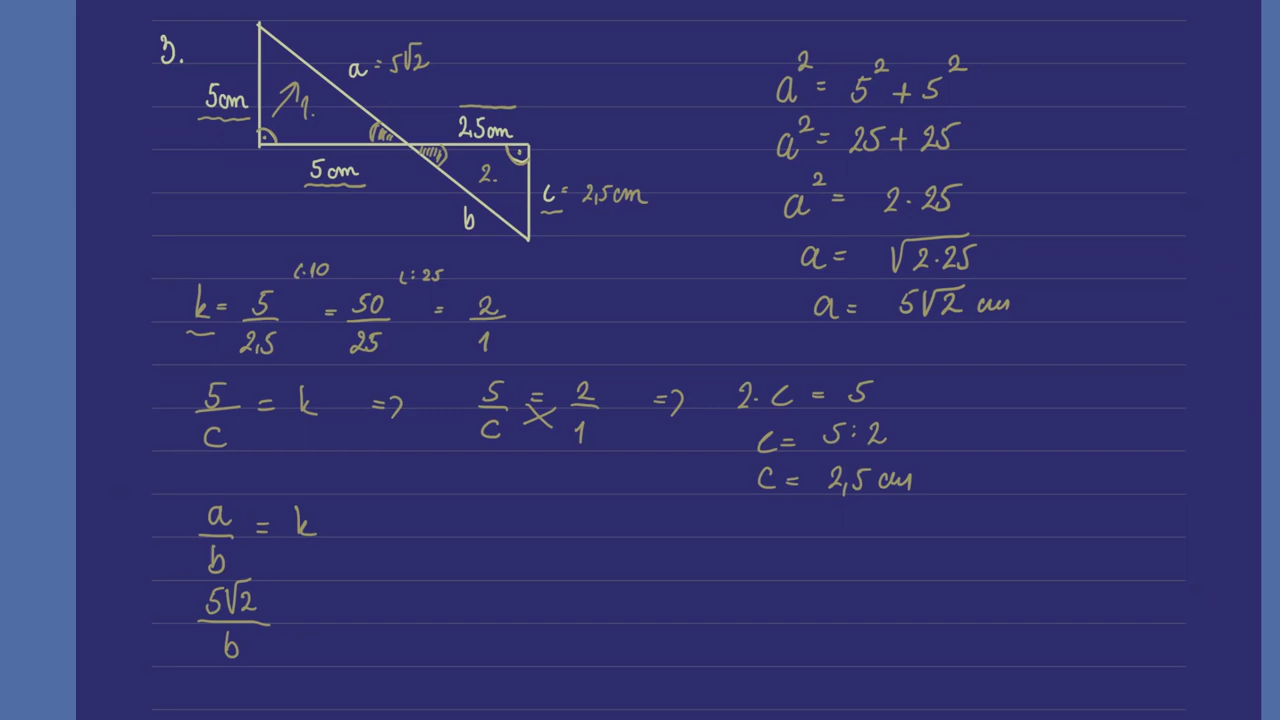 3.
a = 5√2
5cm
1.
2,5cm
5cm
2.
c = 2,5cm
b
a² = 5² + 5²
a² = 25 + 25
a² = 2 · 25
a = √2·25
a = 5√2 cm
(·10
(:25
k = 5/2,5 = 50/25 = 2/1
5/c = k => 5/c = 2/1 => 2 · c = 5
c = 5 : 2
c = 2,5 cm
a/b = k
5√2/b